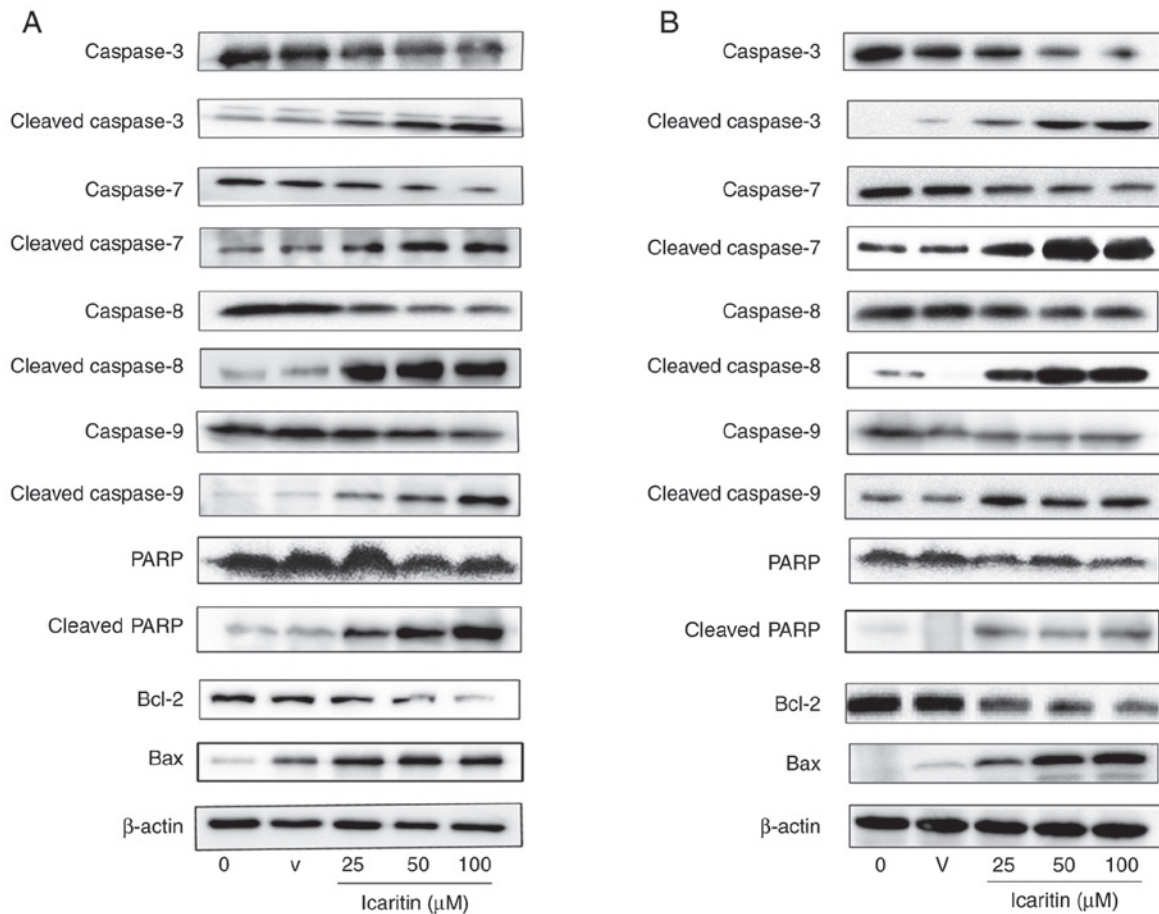 A
Caspase-3
Cleaved caspase-3
Caspase-7
Cleaved caspase-7
Caspase-8
Cleaved caspase-8
Caspase-9
Cleaved caspase-9
PARP
Cleaved PARP
Bcl-2
Bax
β-actin
0 v 25 50 100
Icaritin (μM)
B
Caspase-3
Cleaved caspase-3
Caspase-7
Cleaved caspase-7
Caspase-8
Cleaved caspase-8
Caspase-9
Cleaved caspase-9
PARP
Cleaved PARP
Bcl-2
Bax
β-actin
0 V 25 50 100
Icaritin (μM)